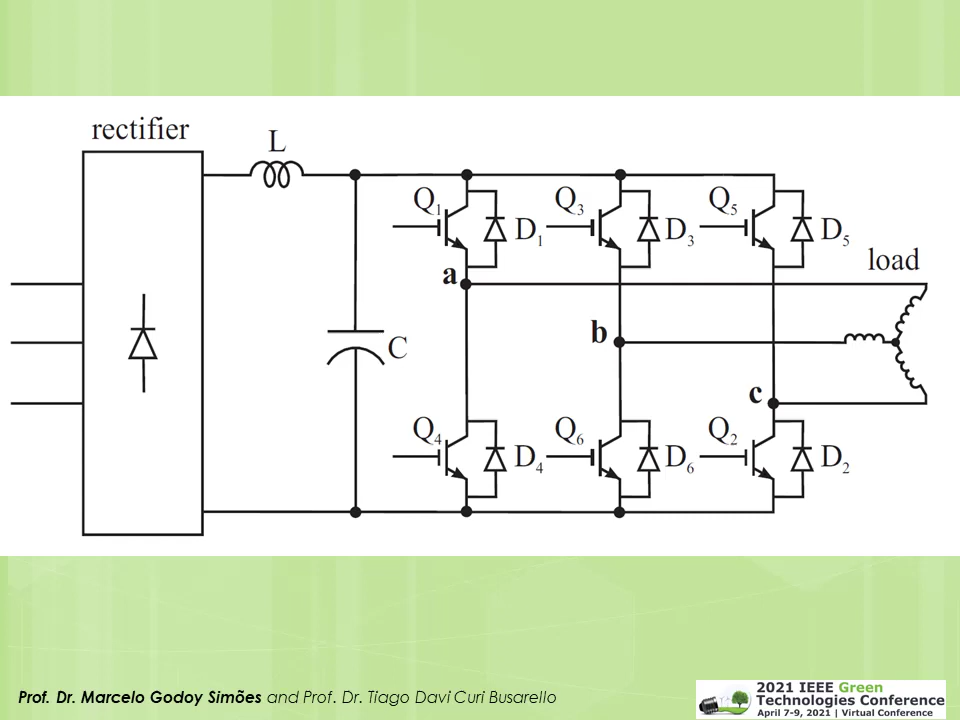 rectifier
L
Q₁
D₁
Q₃
D₃
Q₅
D₅
load
a
b
C
c
Q₄
D₄
Q₆
D₆
Q₂
D₂
Prof. Dr. Marcelo Godoy Simões and Prof. Dr. Tiago Davi Curi Busarello
2021 IEEE Green
Technologies Conference
April 7-9, 2021 | Virtual Conference